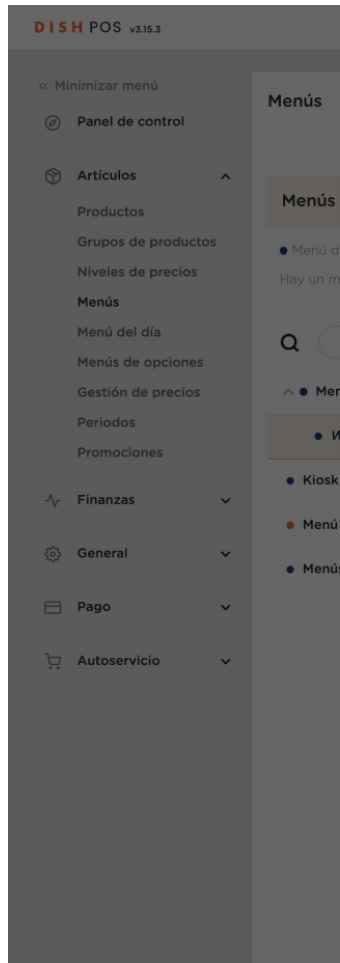 DISH POS v3.15.3
« Minimizar menú
Panel de control
Artículos
Productos
Grupos de productos
Niveles de precios
Menús
Menú del día
Menús de opciones
Gestión de precios
Periodos
Promociones
Finanzas
General
Pago
Autoservicio
Menús
Menús
Menú d
Hay un m
Men
Kiosk
Menú
Menús